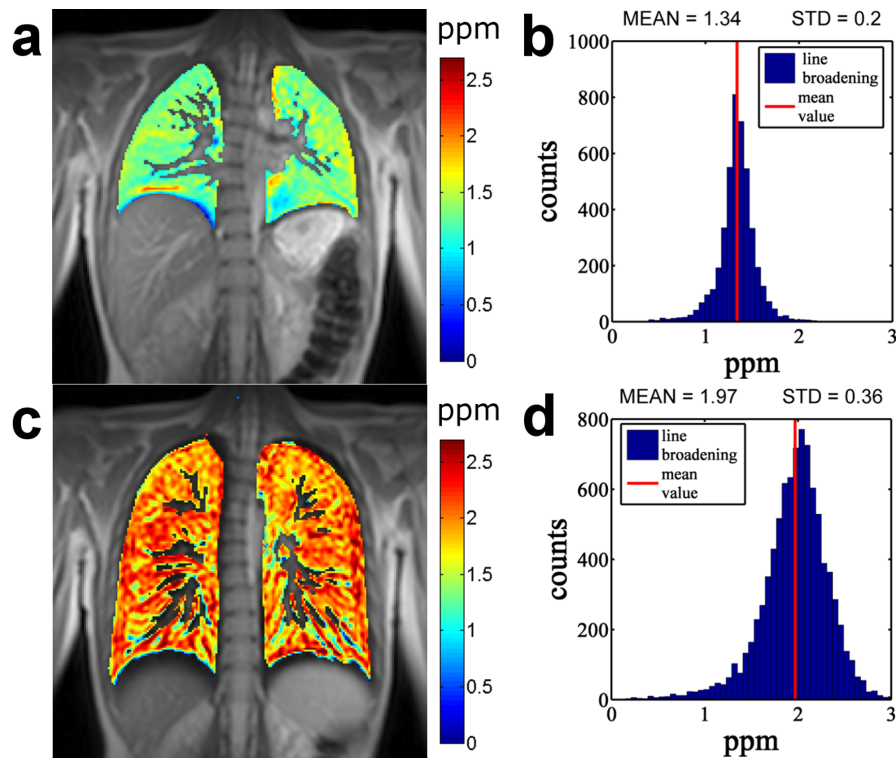 a
ppm
2.5
2
1.5
1
0.5
0
b
MEAN = 1.34 STD = 0.2
1000
800
600
400
200
0
counts
line
broadening
mean
value
0 1 2 3
ppm
c
ppm
2.5
2
1.5
1
0.5
0
d
MEAN = 1.97 STD = 0.36
800
600
400
200
0
counts
line
broadening
mean
value
0 1 2 3
ppm